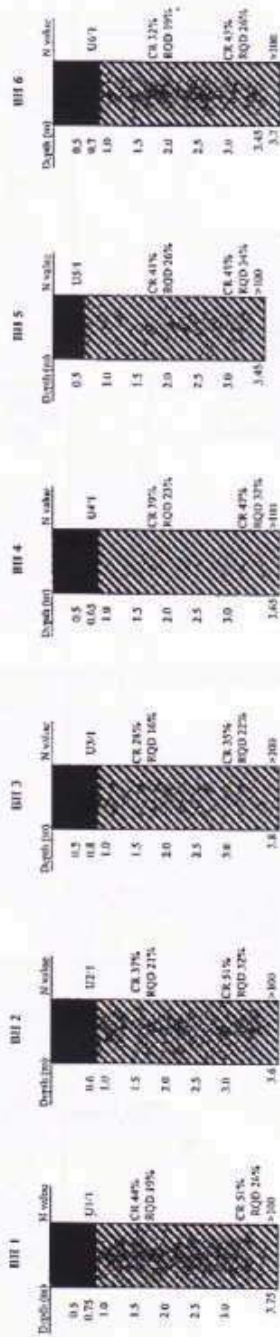 BH 1
Depth (m) N value
0.5
0.75 U1/1
1.0
1.5 CR 44%
RQD 19%
2.0
2.5
3.0
CR 51%
RQD 26%
3.75 >100
BH 2
Depth (m) N value
0.6 U2/1
1.0
1.5 CR 37%
RQD 21%
2.0
2.5
3.0 CR 51%
RQD 32%
3.6 >100
BH 3
Depth (m) N value
0.5
0.8 U3/1
1.0
1.5 CR 28%
RQD 16%
2.0
2.5
3.0 CR 35%
RQD 22%
3.8 >100
BH 4
Depth (m) N value
0.5
0.65 U4/1
1.0
1.5 CR 39%
RQD 23%
2.0
2.5
3.0
CR 47%
RQD 32%
3.65 >100
BH 5
Depth (m) N value
0.5 U5/1
1.0
1.5
CR 41%
2.0 RQD 26%
2.5
3.0 CR 45%
RQD 34%
3.45 >100
BH 6
Depth (m) N value
0.5
0.7 U6/1
1.0
1.5
CR 32%
2.0 RQD 19%
2.5
3.0 CR 43%
RQD 26%
3.45
3.7 >100